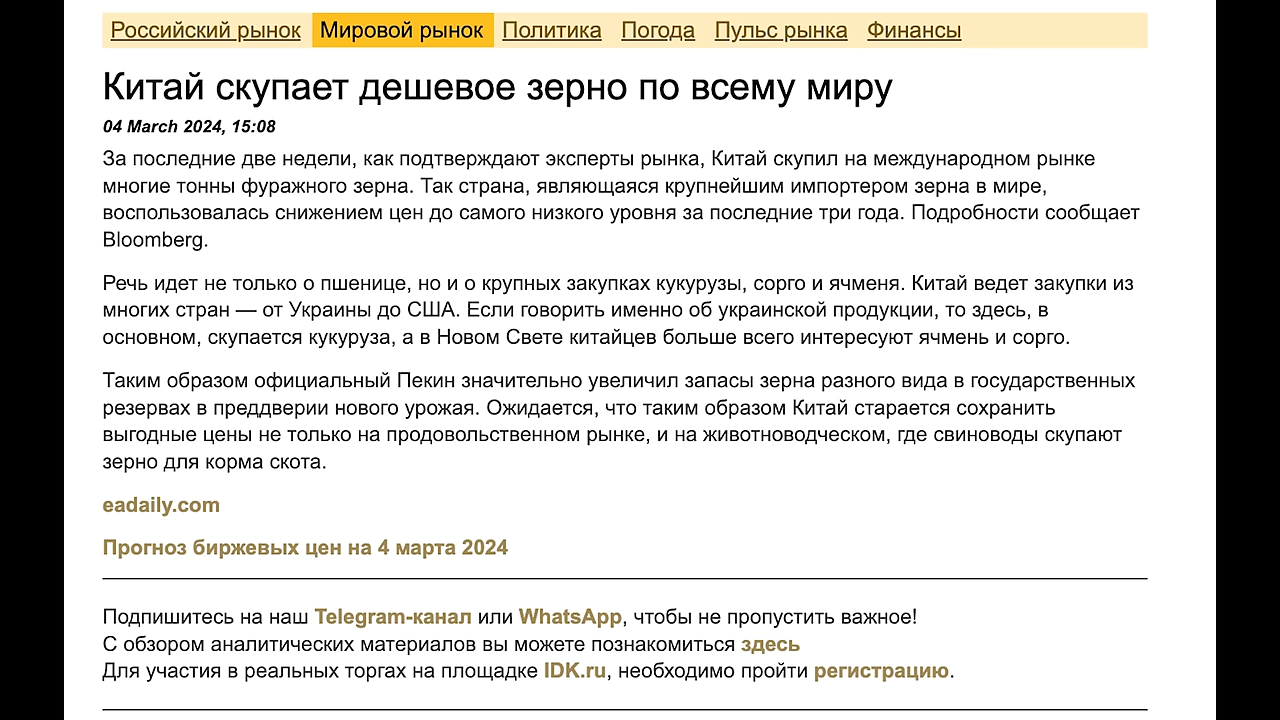 Российский рынок Мировой рынок Политика Погода Пульс рынка Финансы
Китай скупает дешевое зерно по всему миру
04 March 2024, 15:08
За последние две недели, как подтверждают эксперты рынка, Китай скупил на международном рынке
многие тонны фуражного зерна. Так страна, являющаяся крупнейшим импортером зерна в мире,
воспользовалась снижением цен до самого низкого уровня за последние три года. Подробности сообщает
Bloomberg.
Речь идет не только о пшенице, но и о крупных закупках кукурузы, сорго и ячменя. Китай ведет закупки из
многих стран — от Украины до США. Если говорить именно об украинской продукции, то здесь, в
основном, скупается кукуруза, а в Новом Свете китайцев больше всего интересуют ячмень и сорго.
Таким образом официальный Пекин значительно увеличил запасы зерна разного вида в государственных
резервах в преддверии нового урожая. Ожидается, что таким образом Китай старается сохранить
выгодные цены не только на продовольственном рынке, и на животноводческом, где свиноводы скупают
зерно для корма скота.
eadaily.com
Прогноз биржевых цен на 4 марта 2024
Подпишитесь на наш Telegram-канал или WhatsApp, чтобы не пропустить важное!
С обзором аналитических материалов вы можете познакомиться здесь
Для участия в реальных торгах на площадке IDK.ru, необходимо пройти регистрацию.